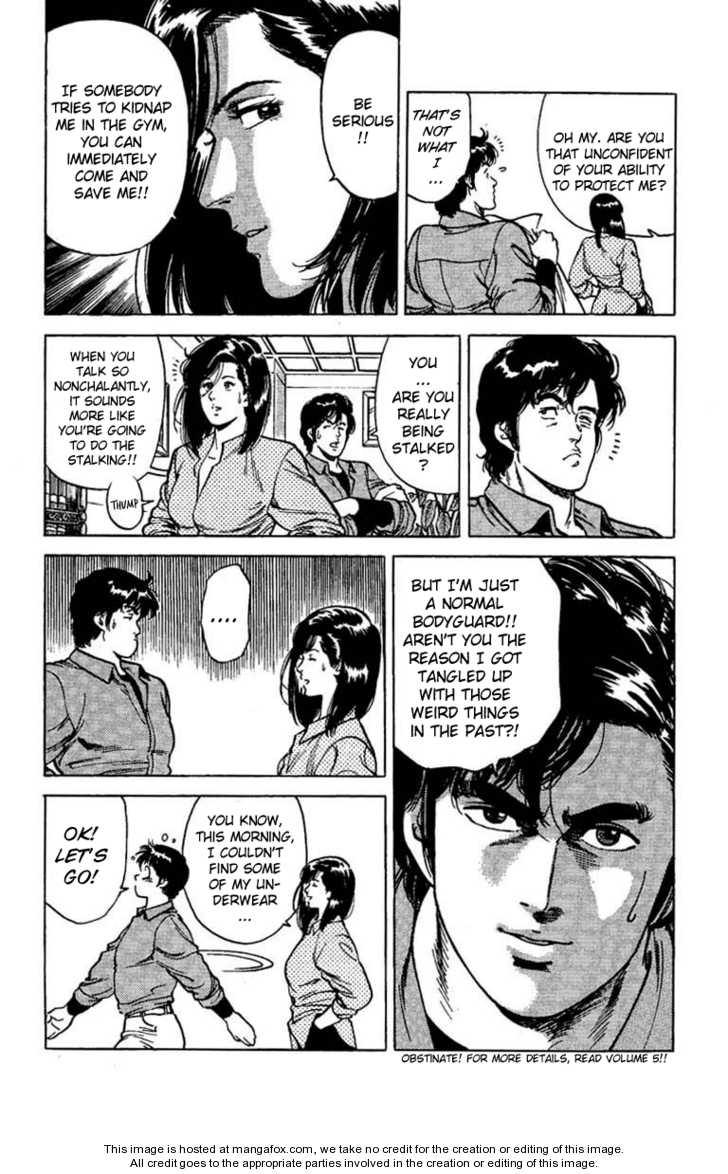 OH MY. ARE YOU
THAT UNCONFIDENT
OF YOUR ABILITY
TO PROTECT ME?
THAT'S
NOT
WHAT
I
...
BE
SERIOUS
!!
IF SOMEBODY
TRIES TO KIDNAP
ME IN THE GYM,
YOU CAN
IMMEDIATELY
COME AND
SAVE ME!!
YOU
...
ARE YOU
REALLY
BEING
STALKED
?
WHEN YOU
TALK SO
NONCHALANTLY,
IT SOUNDS
MORE LIKE
YOU'RE GOING
TO DO THE
STALKING!!
THUMP
BUT I'M JUST
A NORMAL
BODYGUARD!!
AREN'T YOU THE
REASON I GOT
TANGLED UP
WITH THOSE
WEIRD THINGS
IN THE PAST?!
OBSTINATE! FOR MORE DETAILS, READ VOLUME 5!!
....
YOU KNOW,
THIS MORNING,
I COULDN'T
FIND SOME
OF MY UN-
DERWEAR
...
OK!
LET'S
GO!
This image is hosted at mangafox.com, we take no credit for the creation or editing of this image.
All credit goes to the appropriate parties involved in the creation or editing of this image.